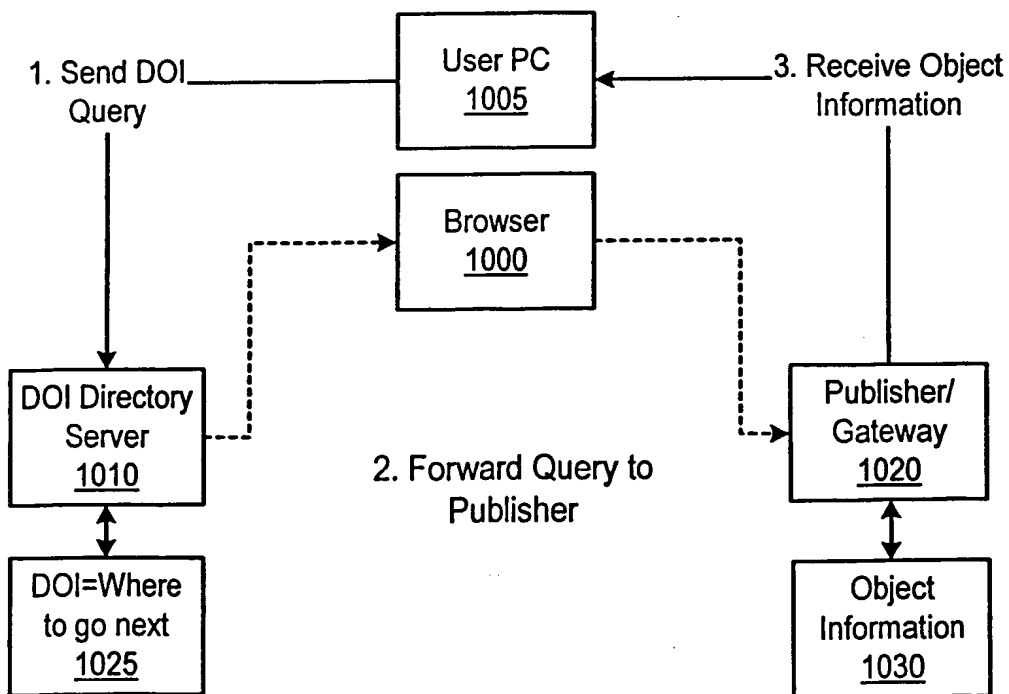 1. Send DOI
Query
User PC
1005
3. Receive Object
Information
Browser
1000
DOI Directory
Server
1010
2. Forward Query to
Publisher
Publisher/
Gateway
1020
DOI=Where
to go next
1025
Object
Information
1030